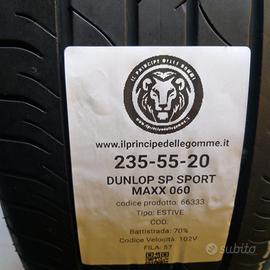 IL PRINCIPE DELLE GOMME
www.ilprincipedellegomme.it
235-55-20
DUNLOP SP SPORT
MAXX 060
codice prodotto: 66333
Tipo: ESTIVE
COD:
Battistrada: 70%
Codice Velocità: 102V
FILA: 57
subito